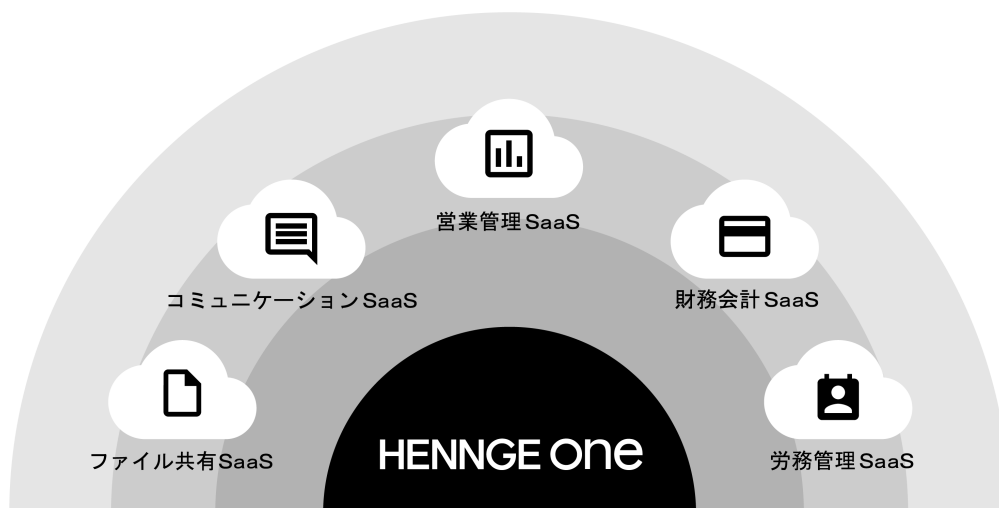 営業管理SaaS
コミュニケーションSaaS
財務会計SaaS
ファイル共有SaaS
労務管理SaaS
HENNGE one